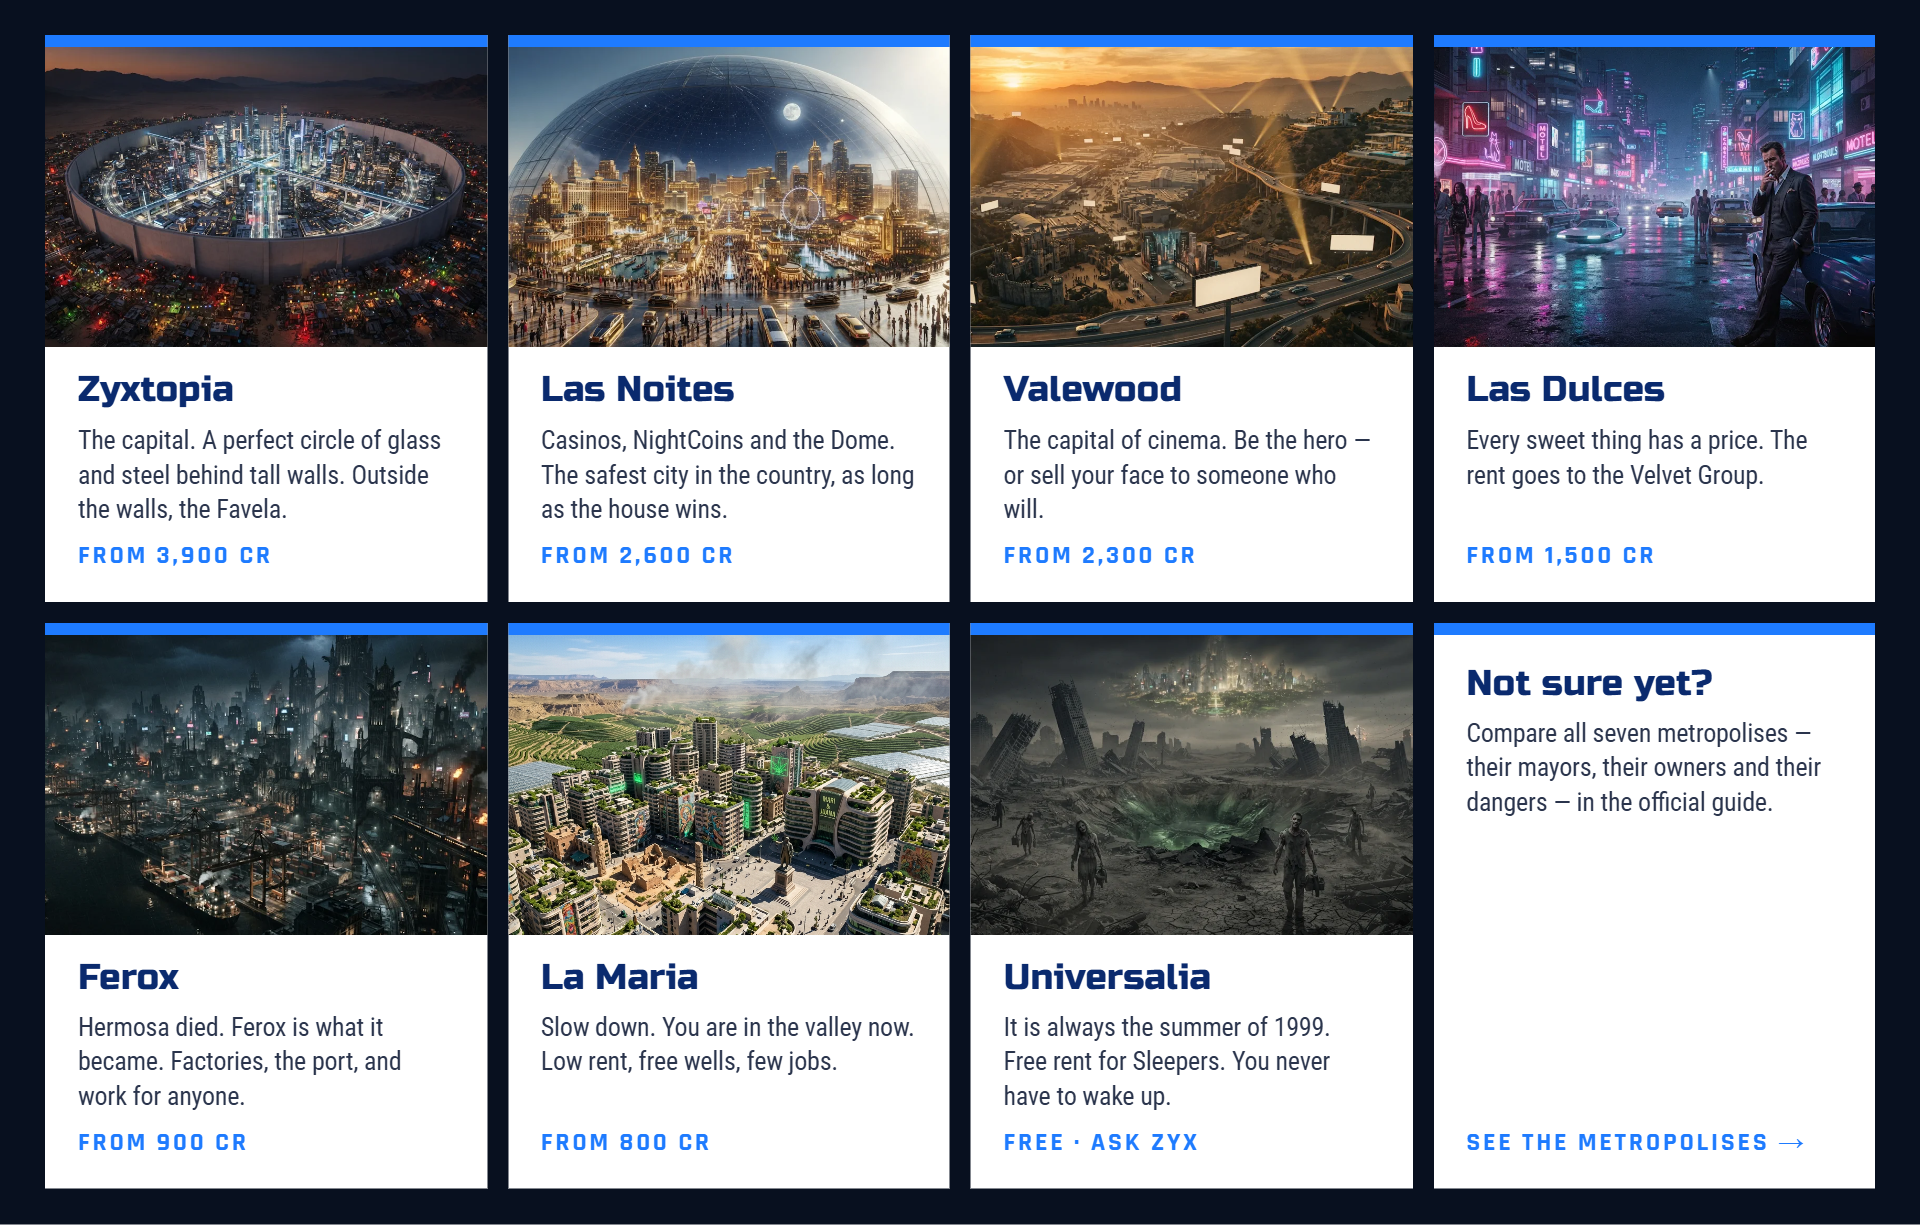 MOTEL
MOTEL
Zyxtopia
The capital. A perfect circle of glass
and steel behind tall walls. Outside
the walls, the Favela.
FROM 3,900 CR
Las Noites
Casinos, NightCoins and the Dome.
The safest city in the country, as long
as the house wins.
FROM 2,600 CR
Valewood
The capital of cinema. Be the hero —
or sell your face to someone who
will.
FROM 2,300 CR
Las Dulces
Every sweet thing has a price. The
rent goes to the Velvet Group.
FROM 1,500 CR
Ferox
Hermosa died. Ferox is what it
became. Factories, the port, and
work for anyone.
FROM 900 CR
La Maria
Slow down. You are in the valley now.
Low rent, free wells, few jobs.
FROM 800 CR
Universalia
It is always the summer of 1999.
Free rent for Sleepers. You never
have to wake up.
FREE · ASK ZYX
Not sure yet?
Compare all seven metropolises —
their mayors, their owners and their
dangers — in the official guide.
SEE THE METROPOLISES →